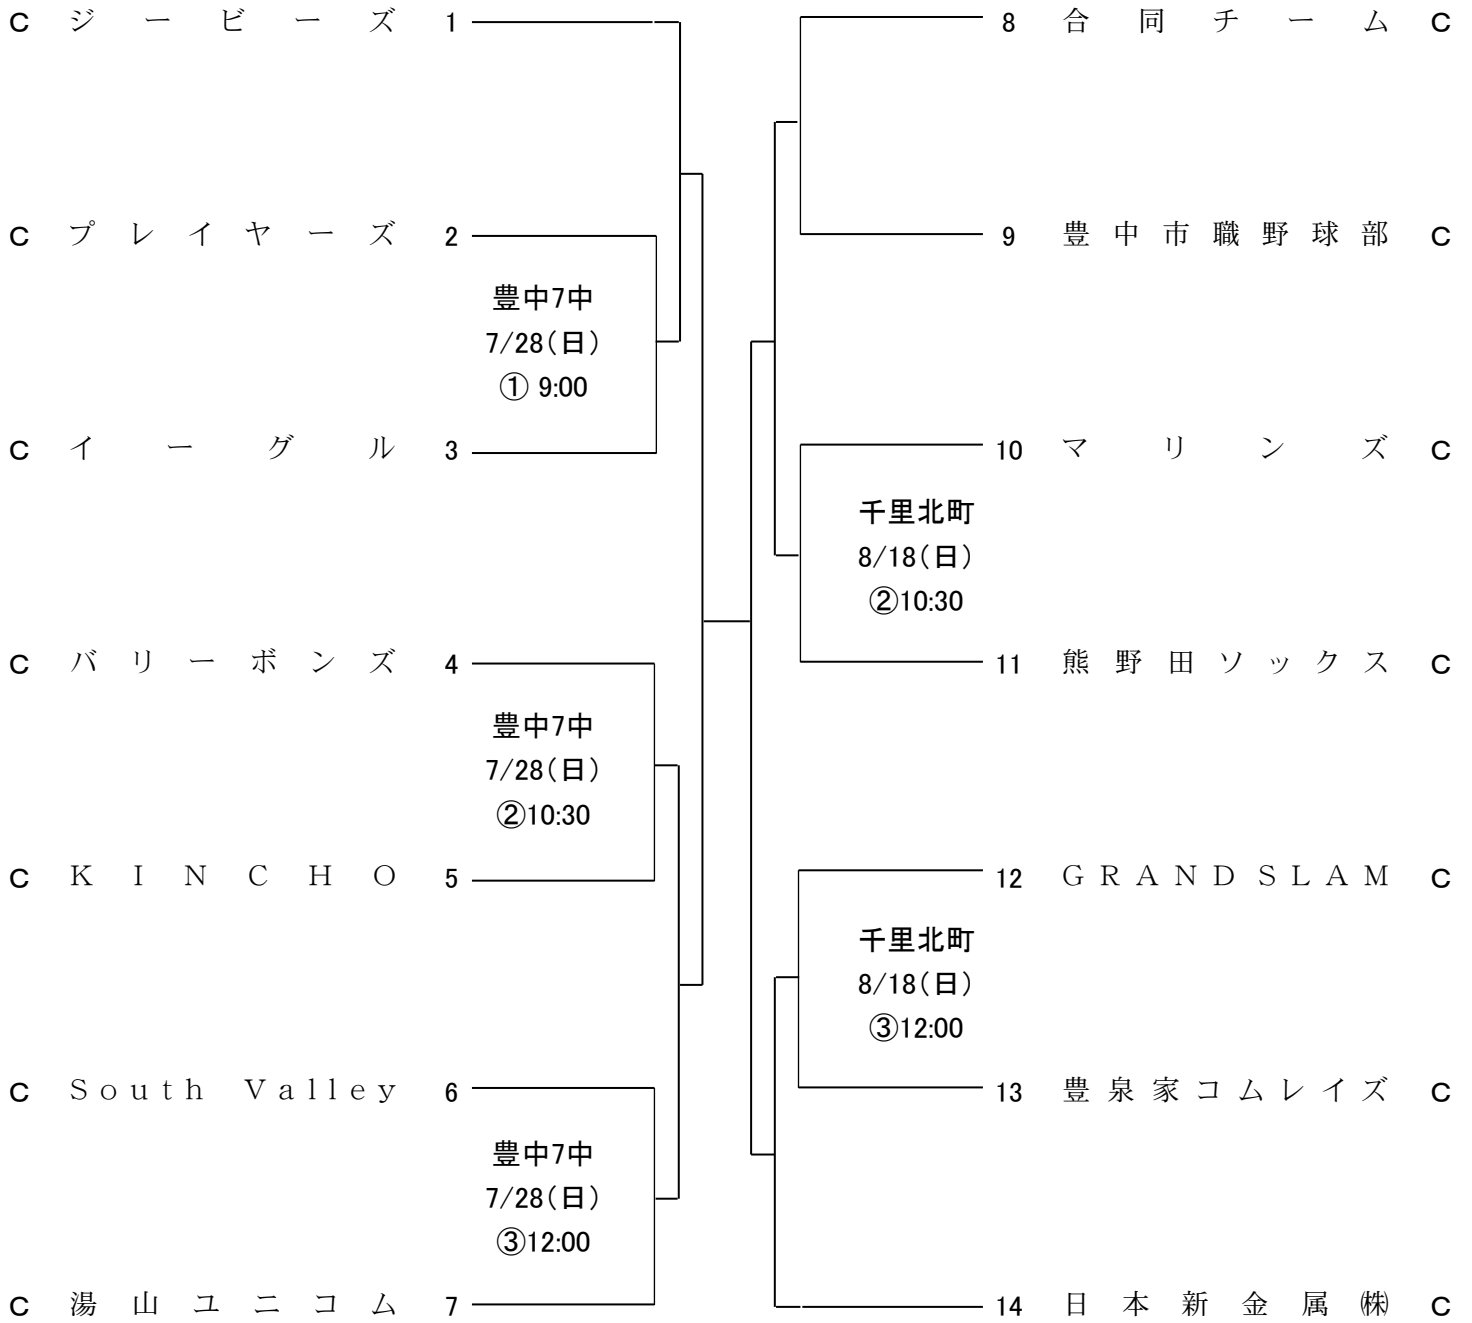 C ジービーズ 1
C プレイヤーズ 2
豊中7中
7/28(日)
① 9:00
C イーグル 3
C バリーボンズ 4
豊中7中
7/28(日)
②10:30
C KINCHO 5
C South Valley 6
豊中7中
7/28(日)
③12:00
C 湯山ユニコム 7
8 合同チーム C
9 豊中市職野球部 C
10 マリンズ C
千里北町
8/18(日)
②10:30
11 熊野田ソックス C
12 GRANDSLAM C
千里北町
8/18(日)
③12:00
13 豊泉家コムレイズ C
14 日本新金属㈱ C